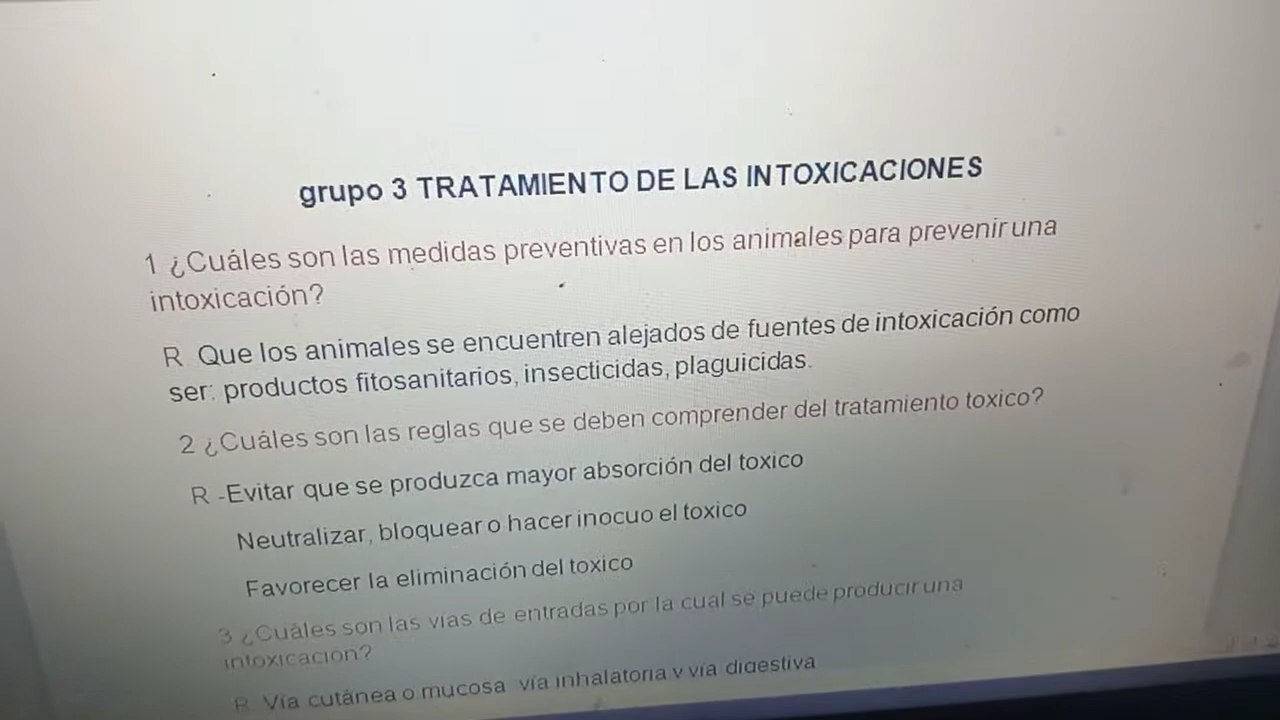 grupo 3 TRATAMIENTO DE LAS INTOXICACIONES
1 ¿Cuáles son las medidas preventivas en los animales para prevenir una
intoxicación?
R Que los animales se encuentren alejados de fuentes de intoxicación como
ser: productos fitosanitarios, insecticidas, plaguicidas.
2 ¿Cuáles son las reglas que se deben comprender del tratamiento toxico?
R -Evitar que se produzca mayor absorción del toxico
Neutralizar, bloquear o hacer inocuo el toxico
Favorecer la eliminación del toxico
3 ¿Cuáles son las vías de entradas por la cual se puede producir una
intoxicación?
R Vía cutánea o mucosa vía inhalatoria y vía digestiva